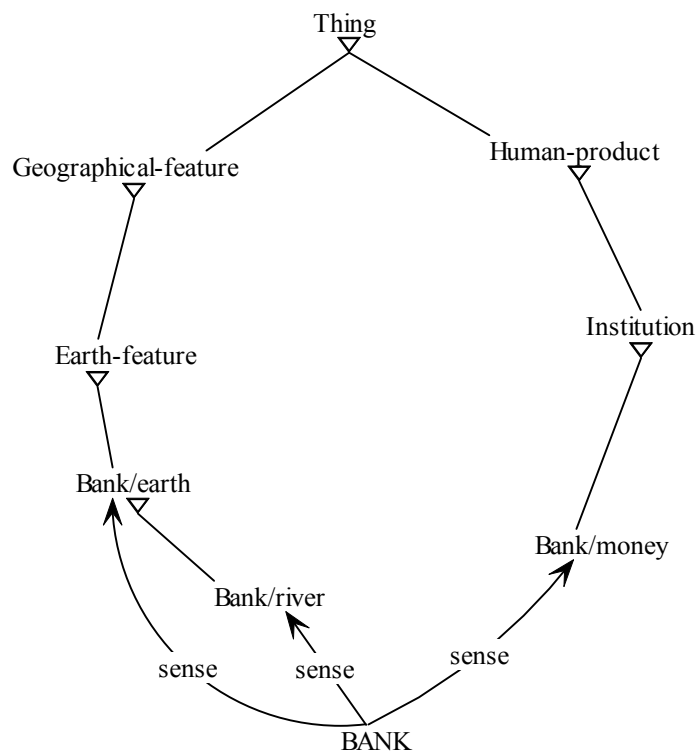 Thing
Human-product
Geographical-feature
Institution
Earth-feature
Bank/earth
Bank/money
Bank/river
sense
sense
sense
BANK